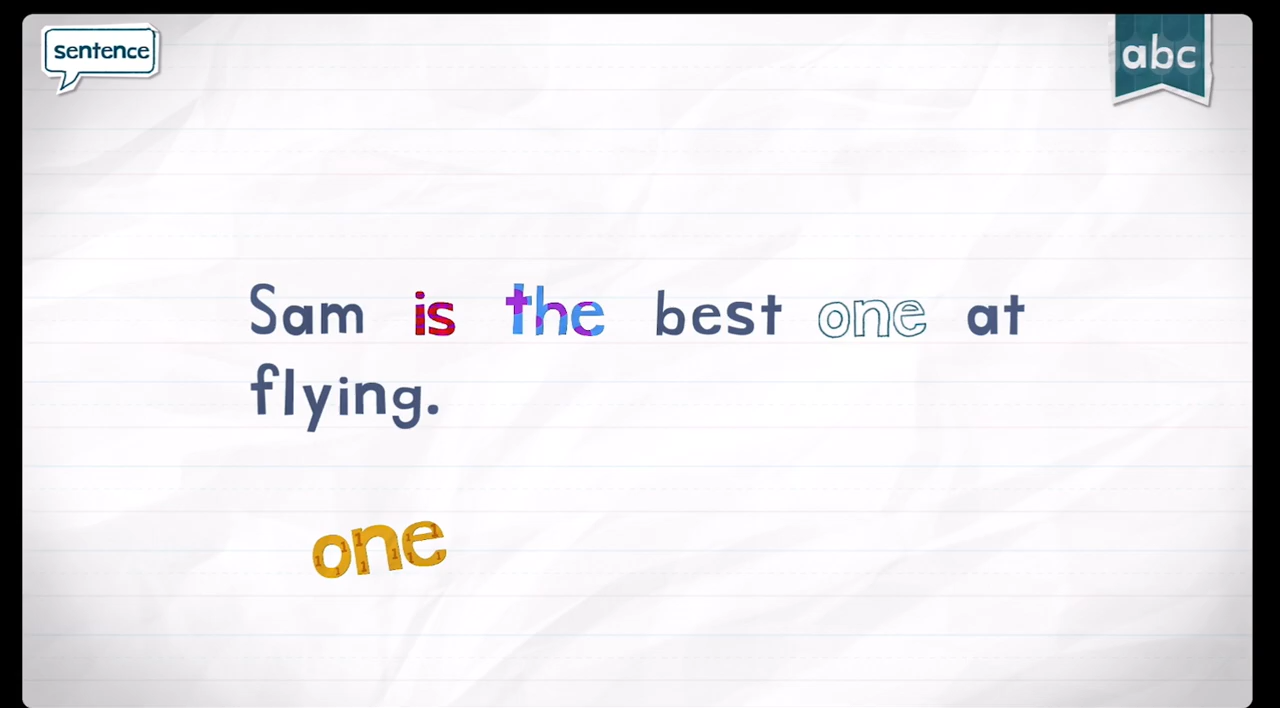 sentence
abc
Sam is the best one at
flying.
one